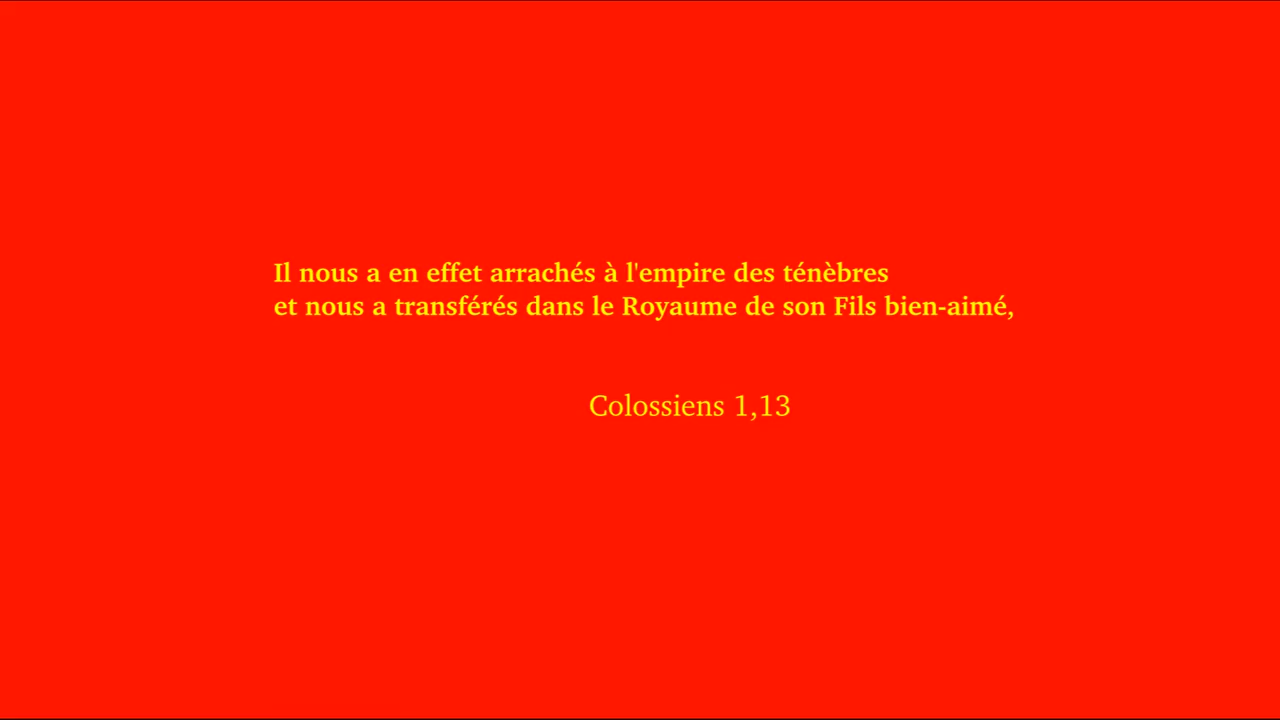 Il nous a en effet arrachés à l'empire des ténèbres
et nous a transférés dans le Royaume de son Fils bien-aimé,
Colossiens 1,13